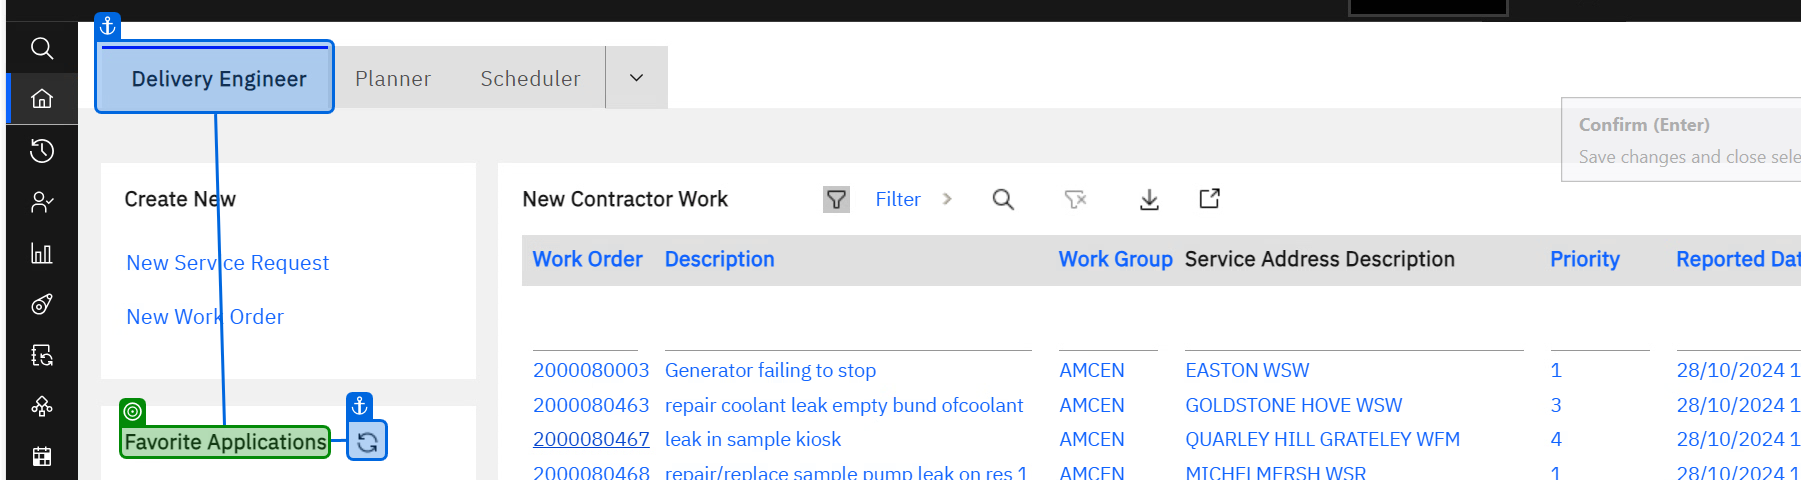 Delivery Engineer
Planner
Scheduler
Confirm (Enter)
Save changes and close sele
Create New
New Service Request
New Work Order
Favorite Applications
New Contractor Work
Filter
Work Order Description Work Group Service Address Description Priority Reported Dat
2000080003 Generator failing to stop AMCEN EASTON WSW 1 28/10/2024 1
2000080463 repair coolant leak empty bund ofcoolant AMCEN GOLDSTONE HOVE WSW 3 28/10/2024 1
2000080467 leak in sample kiosk AMCEN QUARLEY HILL GRATELEY WFM 4 28/10/2024 1
2000080468 repair/replace sample pump leak on res 1 AMCEN MICHELMERSH WSR 1 28/10/2024 1